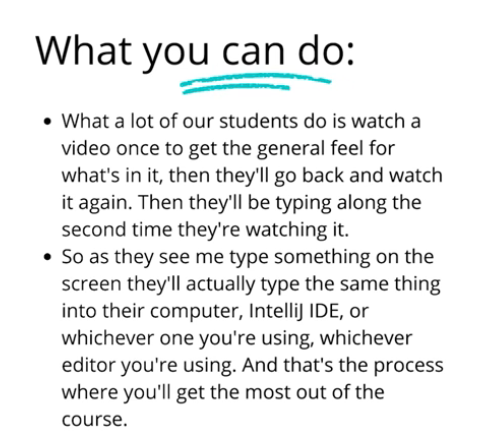 What you can do:
• What a lot of our students do is watch a
video once to get the general feel for
what's in it, then they'll go back and watch
it again. Then they'll be typing along the
second time they're watching it.
• So as they see me type something on the
screen they'll actually type the same thing
into their computer, IntelliJ IDE, or
whichever one you're using, whichever
editor you're using. And that's the process
where you'll get the most out of the
course.